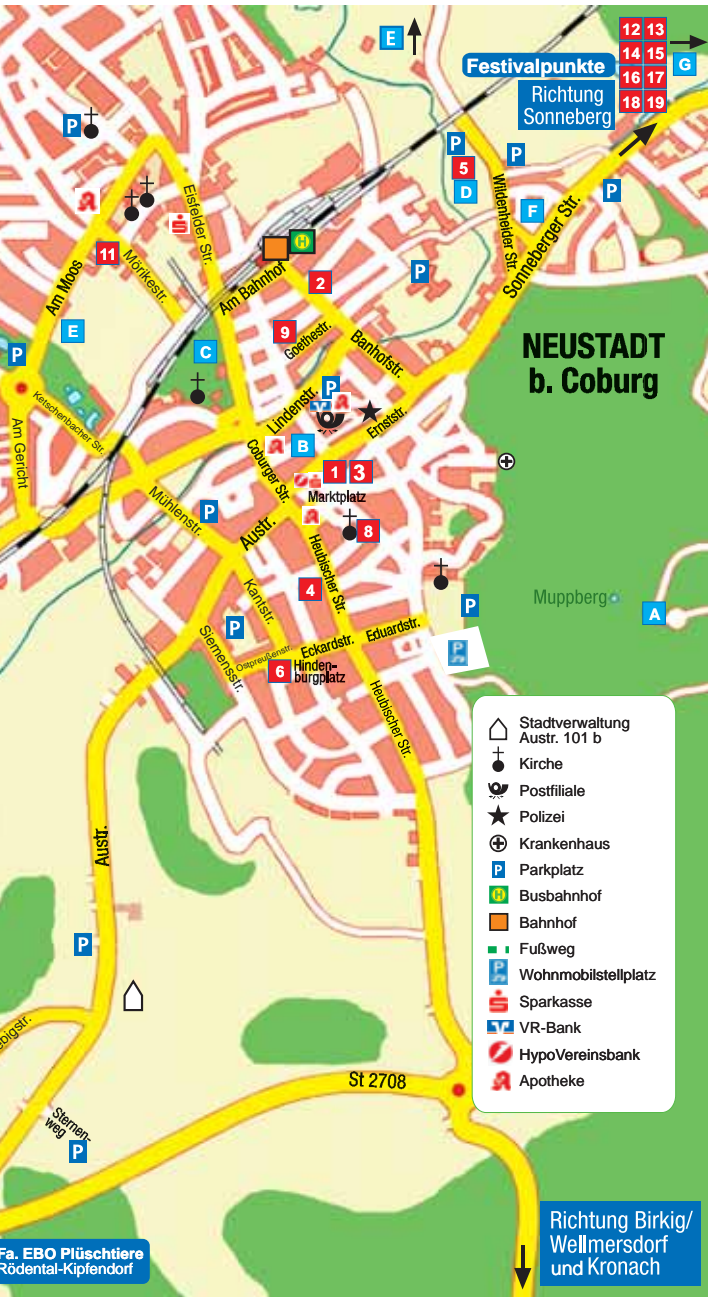 E
12 13
14 15
16 17
18 19
G
Festivalpunkte
Richtung
Sonneberg
P
P
5
D
P
P
F
Wildenheider Str.
Sonneberger Str.
Eisfelder Str.
S
11
Mörikestr.
Am Moos
H
Am Bahnhof
2
P
E
C
9
Goethestr.
Banhofstr.
NEUSTADT
b. Coburg
P
Ketschenbacher Str.
Am Gericht
Lindenstr.
P
Ernststr.
B
Coburger Str.
1 3
Marktplatz
Mühlenstr.
P
Austr.
8
Heubischer Str.
4
Kantstr.
Siemensstr.
P
Muppberg
A
P
Ostpreußenstr.
Eckardstr.
Eduardstr.
P
6
Hinden-
burgplatz
Heubischer Str.
Stadtverwaltung
Austr. 101 b
Kirche
Postfiliale
Polizei
Krankenhaus
P Parkplatz
H Busbahnhof
Bahnhof
Fußweg
P Wohnmobilstellplatz
Sparkasse
VR-Bank
HypoVereinsbank
Apotheke
Austr.
P
ebigstr.
St 2708
Sternen-
weg
P
Fa. EBO Plüschtiere
Rödental-Kipfendorf
Richtung Birkig/
Wellmersdorf
und Kronach